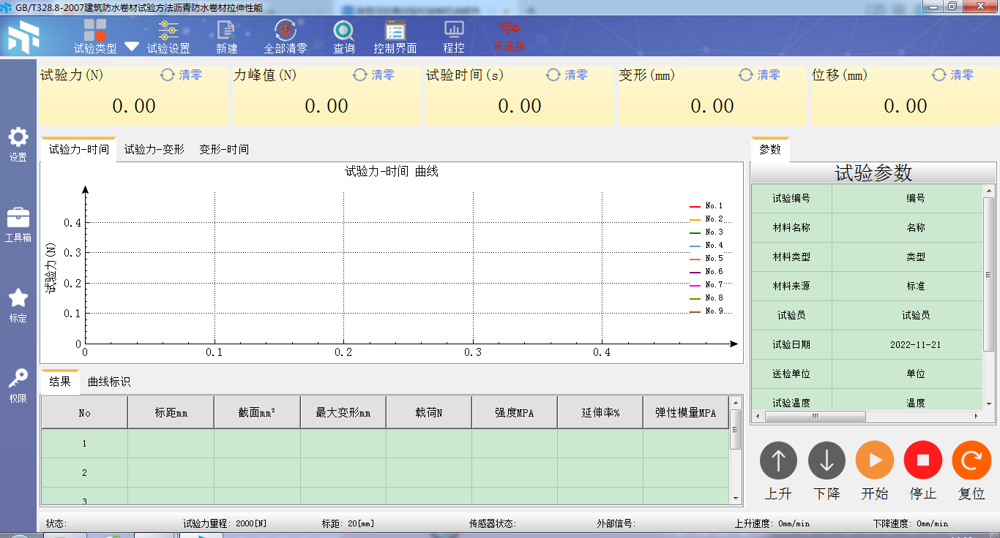 GB/T328.8-2007建筑防水卷材试验方法沥青防水卷材拉伸性能
试验类型 试验设置 新建 全部清零 查询 控制界面 程控 未连接
试验力(N) 清零 力峰值(N) 清零 试验时间(s) 清零 变形(mm) 清零 位移(mm) 清零
0.00 0.00 0.00 0.00 0.00
设置
工具箱
标定
权限
试验力-时间 试验力-变形 变形-时间
试验力-时间 曲线
试验力(N)
0.4
0.3
0.2
0.1
0
0 0.1 0.2 0.3 0.4
No.1
No.2
No.3
No.4
No.5
No.6
No.7
No.8
No.9
参数
试验参数
试验编号 编号
材料名称 名称
材料类型 类型
材料来源 标准
试验员 试验员
试验日期 2022-11-21
送检单位 单位
试验温度 温度
结果 曲线标识
No 标距mm 截面mm² 最大变形mm 载荷N 强度MPA 延伸率% 弹性模量MPA
1
2
3
上升 下降 开始 停止 复位
状态: 试验力量程: 2000[N] 标距: 20[mm] 传感器状态: 外部信号: 上升速度: 0mm/min 下降速度: 0mm/min